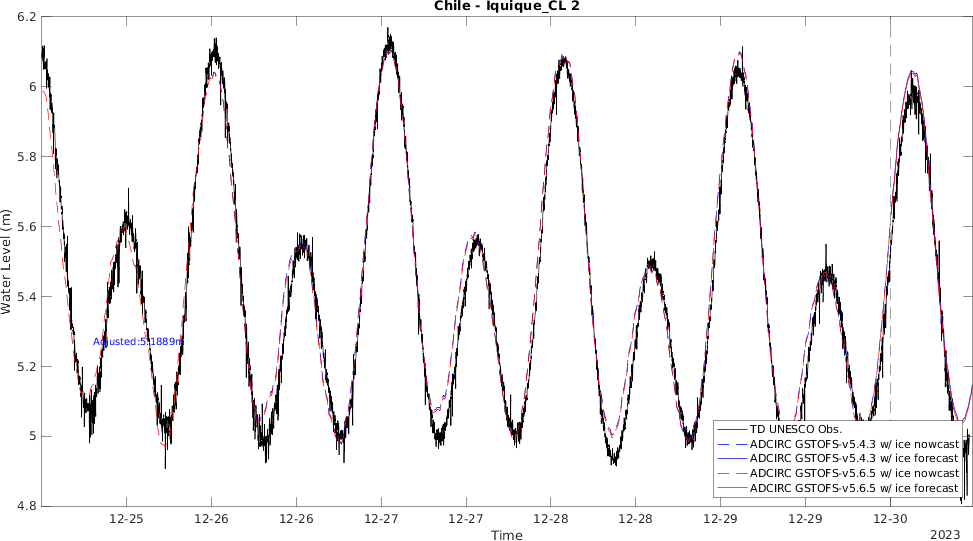 Chile - Iquique_CL 2
6.2
6
5.8
5.6
5.4
5.2
5
4.8
Water Level (m)
Adjusted:5.1889m
TD UNESCO Obs.
ADCIRC GSTOFS-v5.4.3 w/ ice nowcast
ADCIRC GSTOFS-v5.4.3 w/ ice forecast
ADCIRC GSTOFS-v5.6.5 w/ ice nowcast
ADCIRC GSTOFS-v5.6.5 w/ ice forecast
12-25 12-26 12-26 12-27 12-27 12-28 12-28 12-29 12-29 12-30
Time
2023